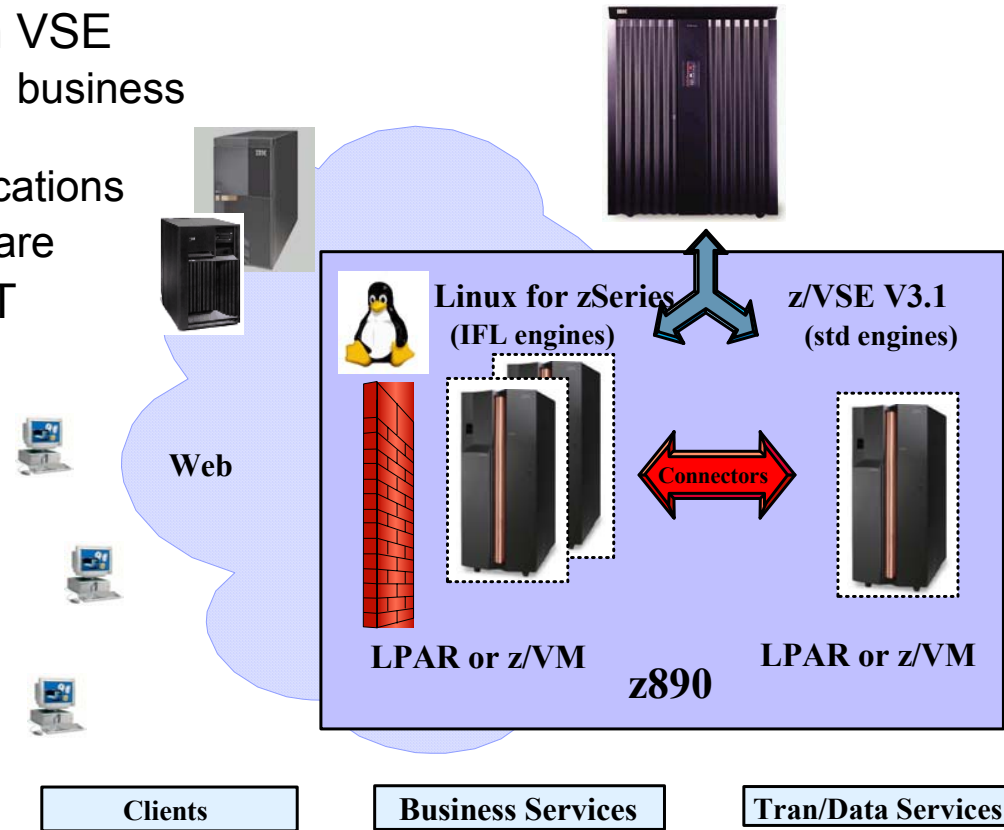 VSE
business
cations
are
T
Linux for zSeries
(IFL engines)
z/VSE V3.1
(std engines)
Web
Connectors
LPAR or z/VM
LPAR or z/VM
z890
Clients
Business Services
Tran/Data Services